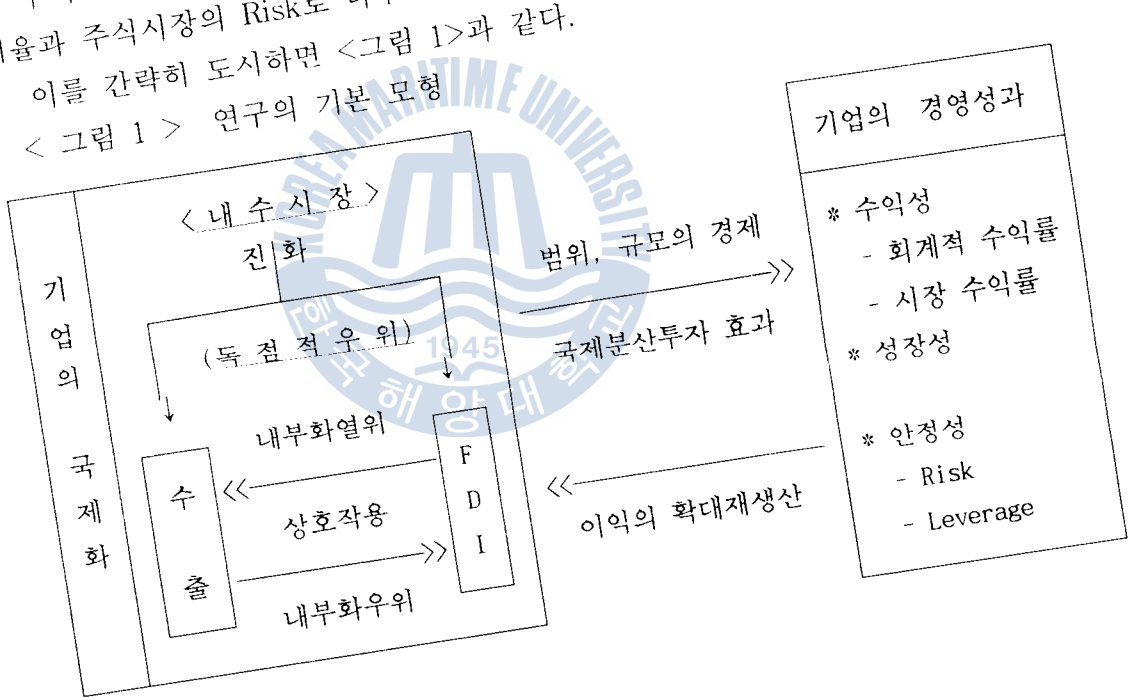 주식시장의 Risk로
이를 간략히 도시하면 <그림 1>과 같다.
< 그림 1 > 연구의 기본 모형
기업의 국제화
< 내 수 시 장 >
진 화
(독 점 적 우 위)
수 출
내부화열위
상호작용
내부화우위
F D I
범위, 규모의 경제
국제분산투자 효과
이익의 확대재생산
기업의 경영성과
* 수익성
- 회계적 수익률
- 시장 수익률
* 성장성
* 안정성
- Risk
- Leverage
KOREA MARITIME UNIVERSITY
1945
한국해양대학교